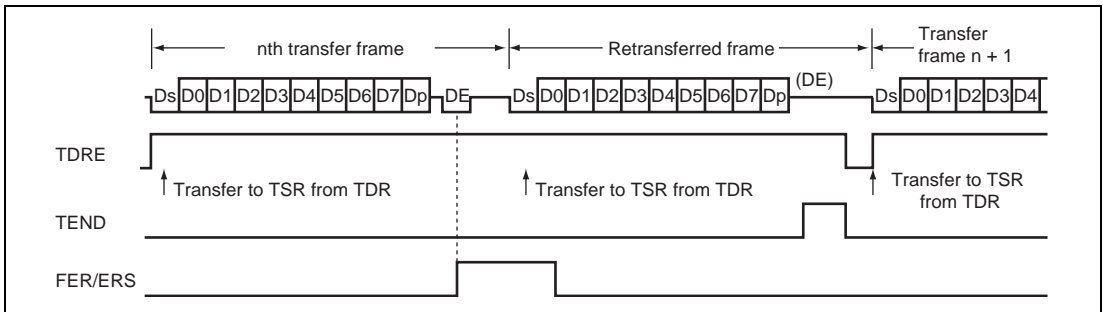 nth transfer frame
Retransferred frame
Transfer
frame n + 1
Ds D0 D1 D2 D3 D4 D5 D6 D7 Dp DE
Ds D0 D1 D2 D3 D4 D5 D6 D7 Dp
(DE)
Ds D0 D1 D2 D3 D4
TDRE
Transfer to TSR from TDR
Transfer to TSR from TDR
Transfer to TSR
from TDR
TEND
FER/ERS